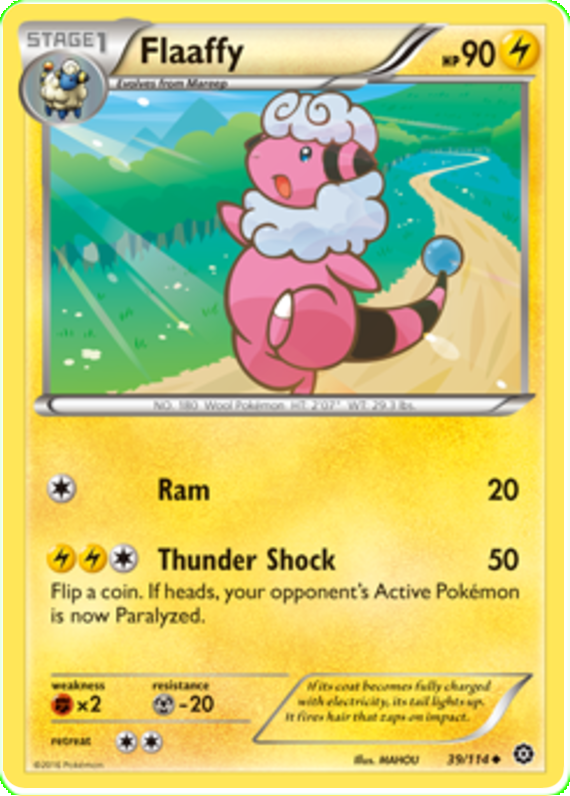 STAGE1
Flaaffy
HP90
Evolves from Mareep
NO. 180 Wool Pokémon HT. 2'07" WT. 29.3 lbs.
Ram 20
Thunder Shock 50
Flip a coin. If heads, your opponent's Active Pokémon
is now Paralyzed.
weakness resistance
×2 -20
retreat
If its coat becomes fully charged
with electricity, its tail lights up.
It fires hair that zaps on impact.
Illus. MAHOU 39/114
©2016 Pokémon